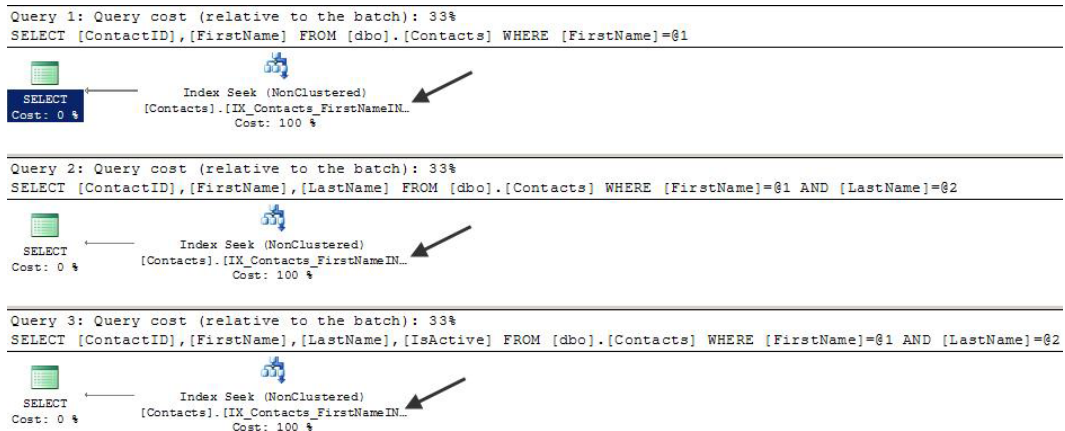 Query 1: Query cost (relative to the batch): 33%
SELECT [ContactID],[FirstName] FROM [dbo].[Contacts] WHERE [FirstName]=@1
Index Seek (NonClustered)
[Contacts].[IX_Contacts_FirstNameIN…
Cost: 100 %
SELECT
Cost: 0 %
Query 2: Query cost (relative to the batch): 33%
SELECT [ContactID],[FirstName],[LastName] FROM [dbo].[Contacts] WHERE [FirstName]=@1 AND [LastName]=@2
Index Seek (NonClustered)
[Contacts].[IX_Contacts_FirstNameIN…
Cost: 100 %
SELECT
Cost: 0 %
Query 3: Query cost (relative to the batch): 33%
SELECT [ContactID],[FirstName],[LastName],[IsActive] FROM [dbo].[Contacts] WHERE [FirstName]=@1 AND [LastName]=@2
Index Seek (NonClustered)
[Contacts].[IX_Contacts_FirstNameIN…
Cost: 100 %
SELECT
Cost: 0 %